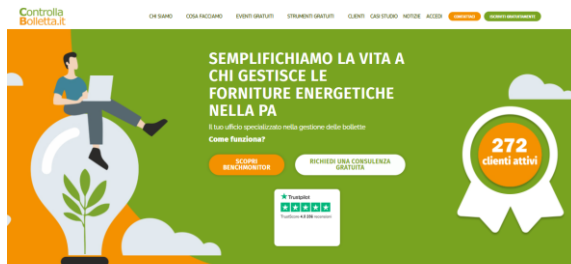 Controlla
Bolletta.it
CHI SIAMO COSA FACCIAMO EVENTI GRATUITI STRUMENTI GRATUITI CLIENTI CASI STUDIO NOTIZIE ACCEDI CONTATTACI
SEMPLIFICHIAMO LA VITA A
CHI GESTISCE LE
FORNITURE ENERGETICHE
NELLA PA
Il tuo ufficio specializzato nella gestione delle bollette
Come funziona?
SCOPRI
BENCHMONITOR
RICHIEDI UNA CONSULENZA
GRATUITA
272
clienti attivi
Trustpilot
TrustScore
recensioni